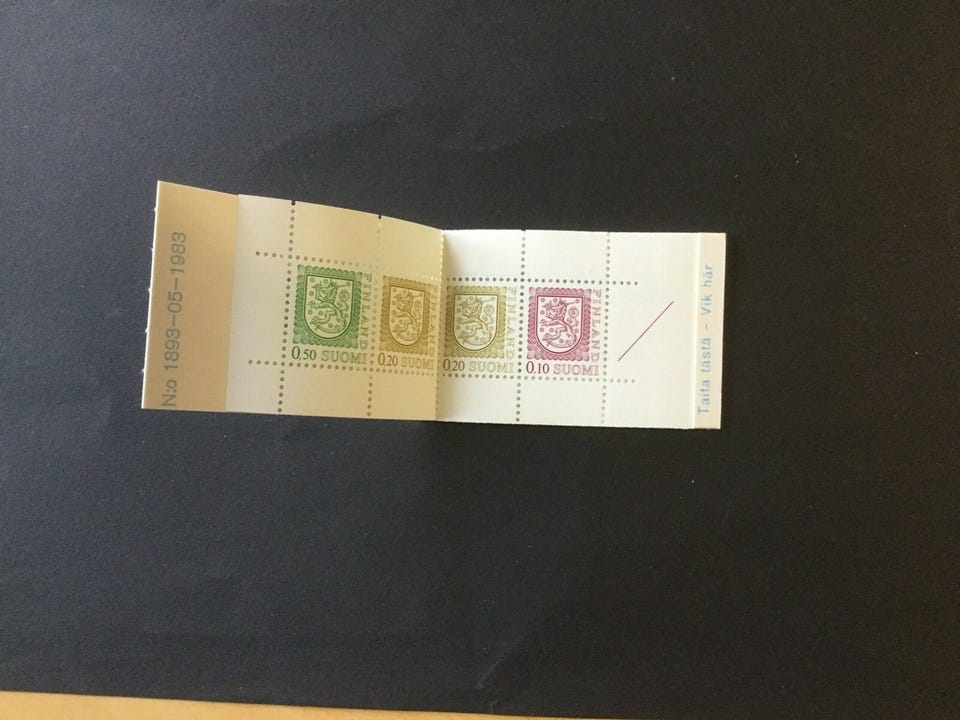 N:o 1893-05-1983
0,50 SUOMI
FINLAND
0,20 SUOMI
FINLAND
0,20 SUOMI
FINLAND
0,10 SUOMI
FINLAND
Taita tästä - Vik här